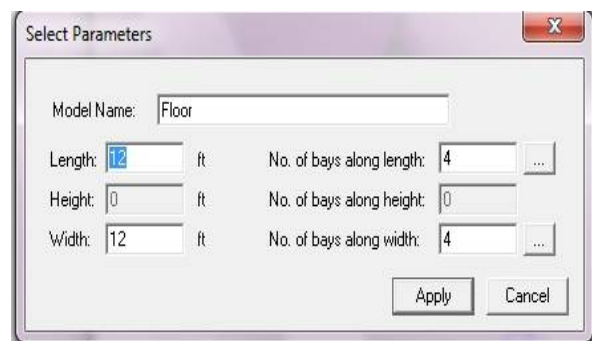 Select Parameters
X
Model Name: Floor
Length: 12 ft No. of bays along length: 4 ...
Height: 0 ft No. of bays along height: 0
Width: 12 ft No. of bays along width: 4 ...
Apply Cancel